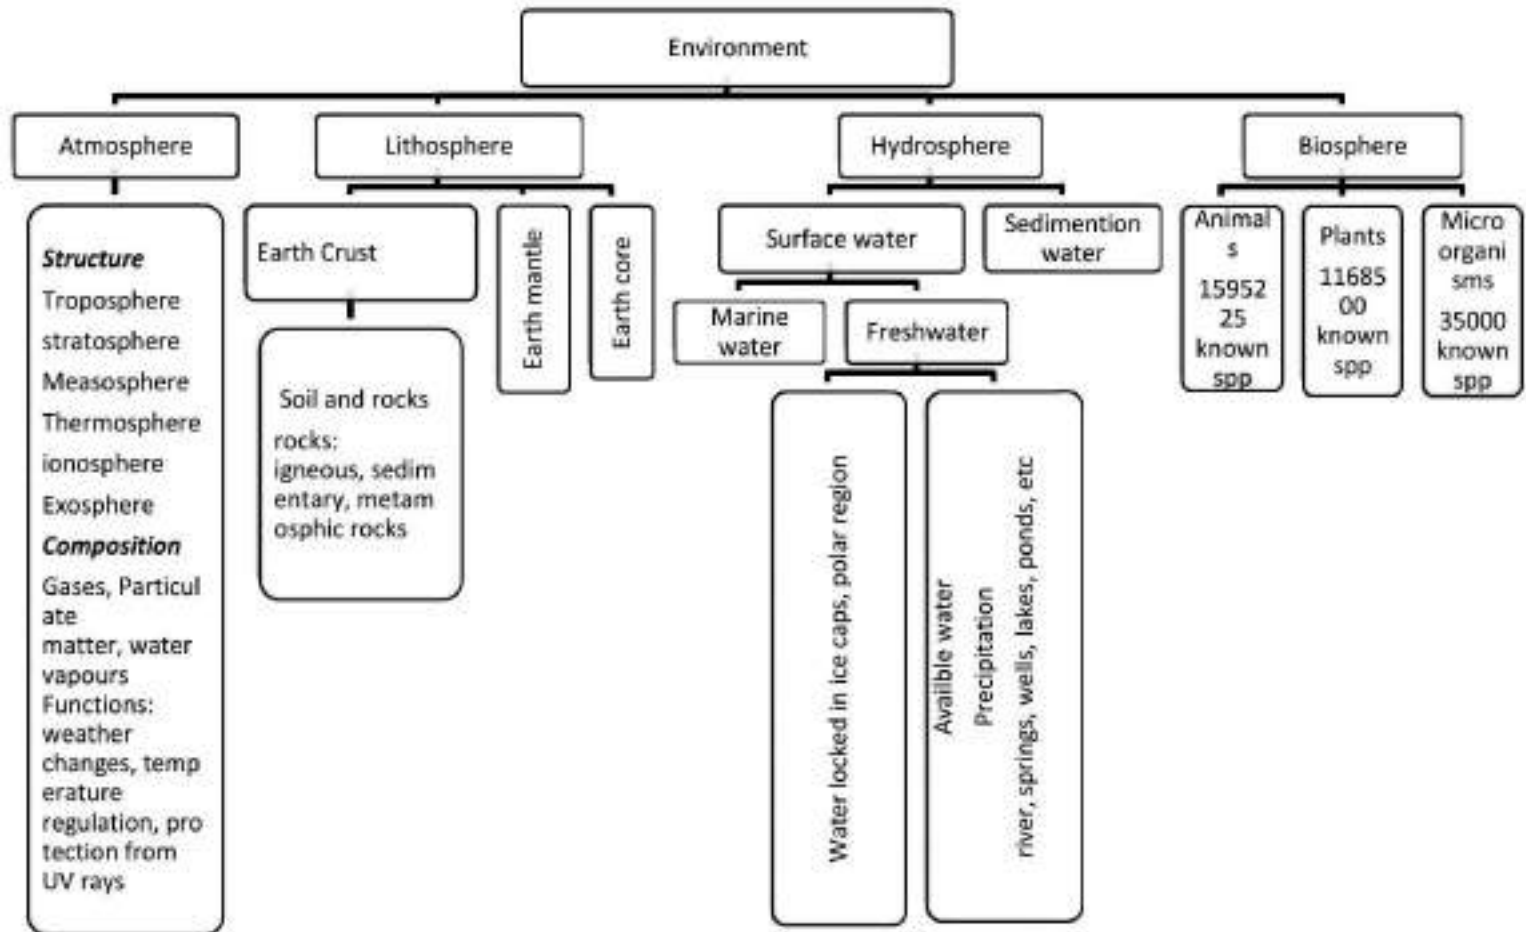 Environment
Atmosphere
Structure
Troposphere
stratosphere
Measosphere
Thermosphere
ionosphere
Exosphere
Composition
Gases, Particul
ate
matter, water
vapours
Functions:
weather
changes, temp
erature
regulation, pro
tection from
UV rays
Lithosphere
Earth Crust
Soil and rocks
rocks:
igneous, sedim
entary, metam
osphic rocks
Earth mantle
Earth core
Hydrosphere
Surface water
Marine
water
Freshwater
Water locked in ice caps, polar region
Availble water
Precipitation
river, springs, wells, lakes, ponds, etc
Sedimention
water
Biosphere
Animal
s
15952
25
known
spp
Plants
11685
00
known
spp
Micro
organi
sms
35000
known
spp